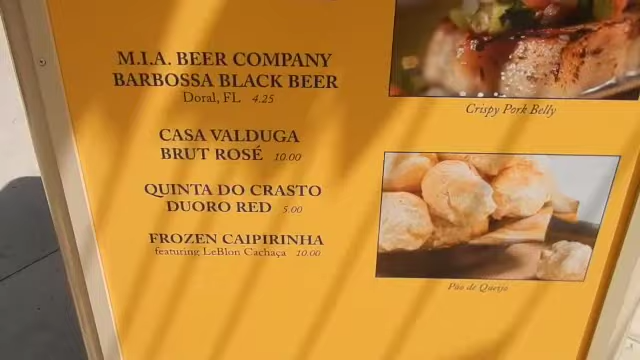 M.I.A. BEER COMPANY
BARBOSSA BLACK BEER
Doral, FL 4.25
CASA VALDUGA
BRUT ROSÉ 10.00
QUINTA DO CRASTO
DUORO RED 5.00
FROZEN CAIPIRINHA
featuring LeBlon Cachaça 10.00
Crispy Pork Belly
Pão de Queijo